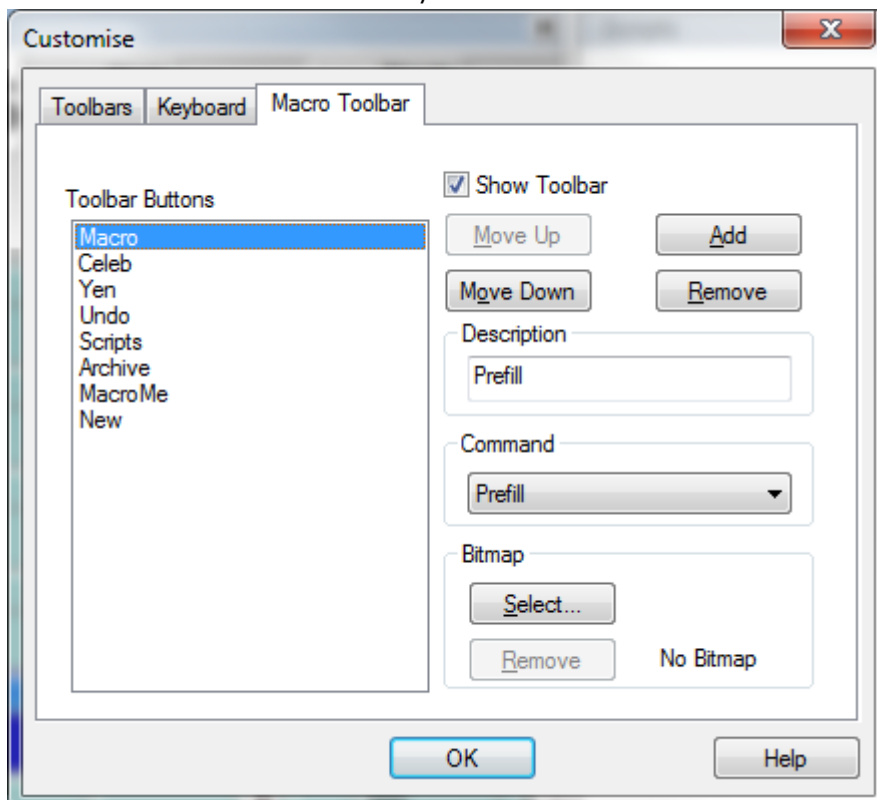 Customise
Toolbars Keyboard Macro Toolbar
Toolbar Buttons
Macro
Celeb
Yen
Undo
Scripts
Archive
MacroMe
New
Show Toolbar
Move Up Add
Move Down Remove
Description
Prefill
Command
Prefill
Bitmap
Select...
Remove No Bitmap
OK Help